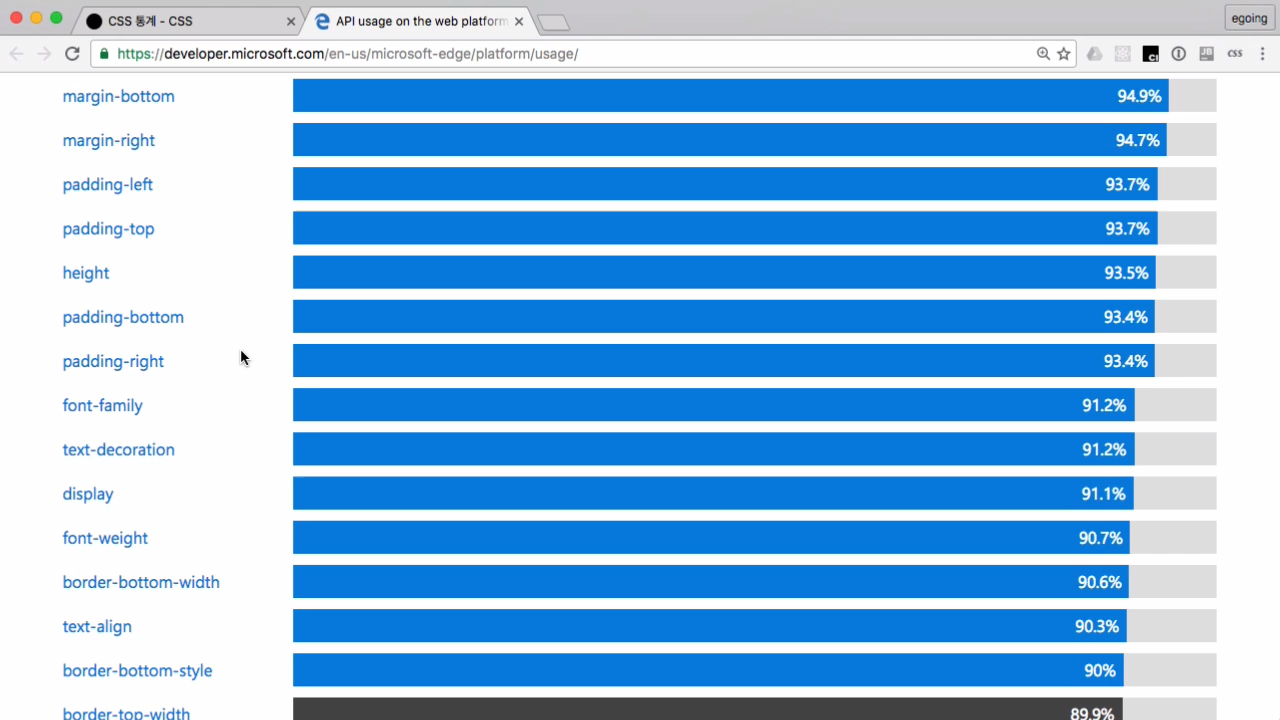 CSS 통계 - CSS
API usage on the web platform
egoing
https://developer.microsoft.com/en-us/microsoft-edge/platform/usage/
margin-bottom 94.9%
margin-right 94.7%
padding-left 93.7%
padding-top 93.7%
height 93.5%
padding-bottom 93.4%
padding-right 93.4%
font-family 91.2%
text-decoration 91.2%
display 91.1%
font-weight 90.7%
border-bottom-width 90.6%
text-align 90.3%
border-bottom-style 90%
border-top-width 89.9%